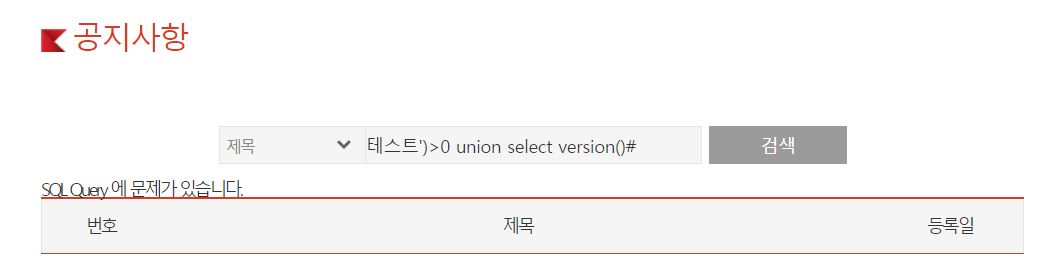 공지사항
제목 테스트')>0 union select version()# 검색
SQL Query 에 문제가 있습니다.
번호 제목 등록일